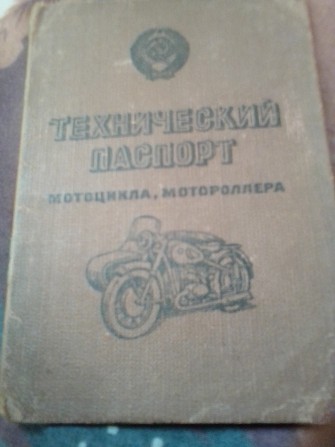 ТЕХНИЧЕСКИЙ
ПАСПОРТ
МОТОЦИКЛА, МОТОРОЛЛЕРА